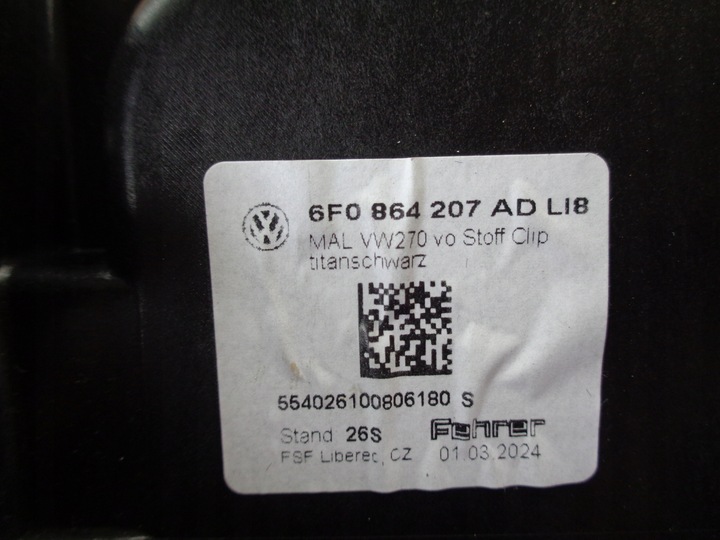 6F0 864 207 AD LI8
MAL VW270 vo Stoff Clip
titanschwarz
554026100806180 S
Stand 26S Fehrer
FSF Liberec, CZ 01.03.2024